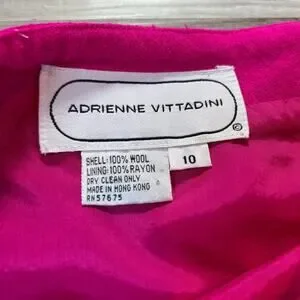 ADRIENNE VITTADINI
®
SHELL:100% WOOL
LINING:100% RAYON
DRY CLEAN ONLY
MADE IN HONG KONG
RN57675
10